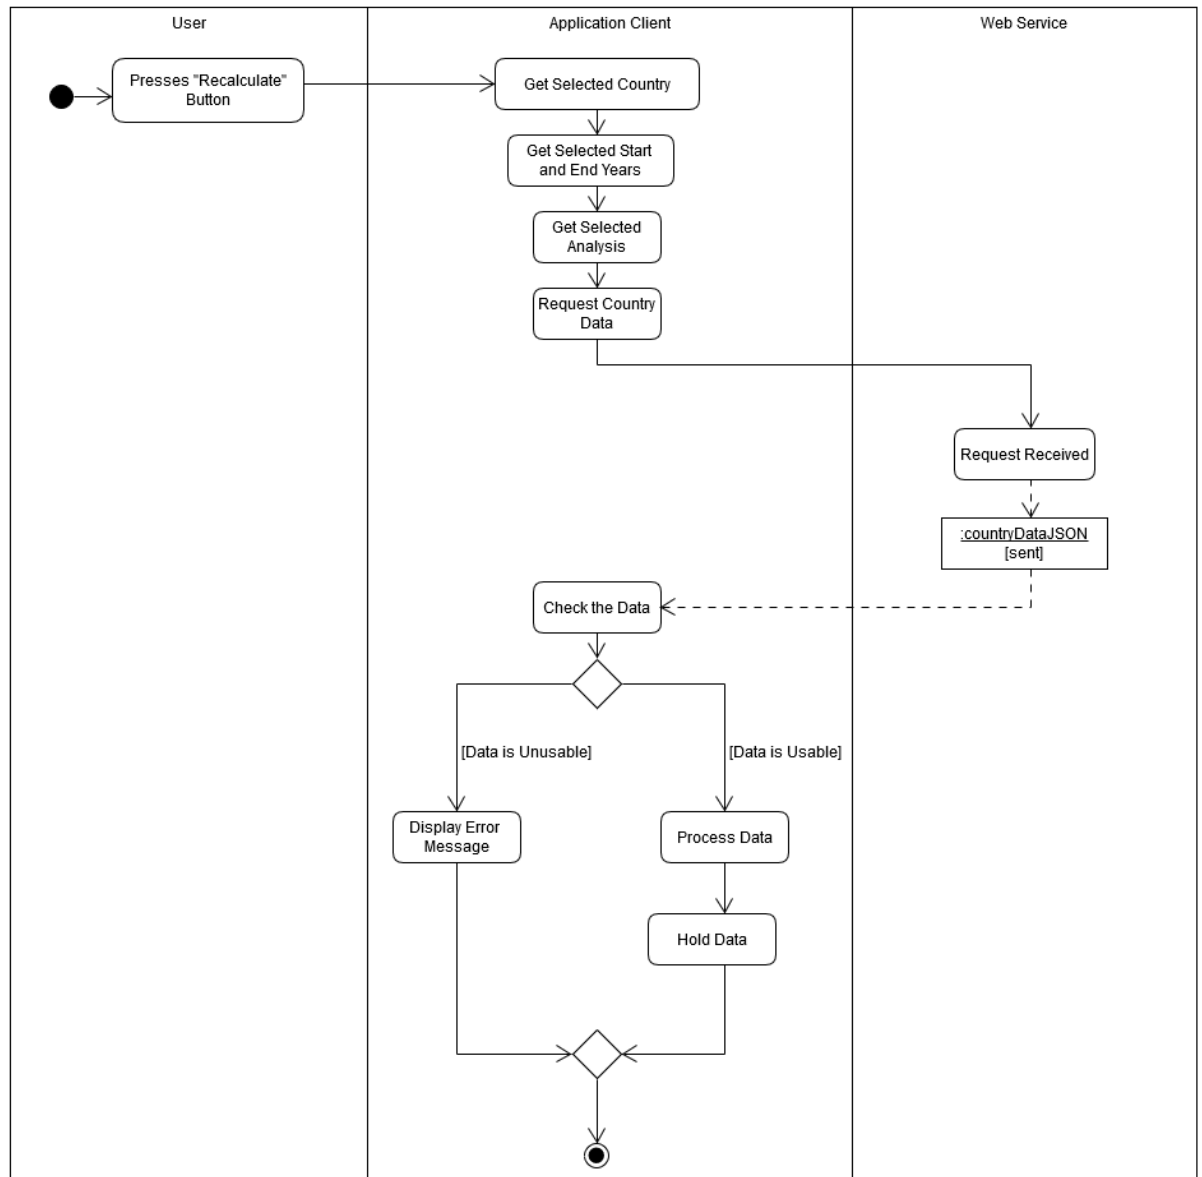 User
Application Client
Web Service
Presses "Recalculate"
Button
Get Selected Country
Get Selected Start
and End Years
Get Selected
Analysis
Request Country
Data
Request Received
:countryDataJSON
[sent]
Check the Data
[Data is Unusable]
[Data is Usable]
Display Error
Message
Process Data
Hold Data